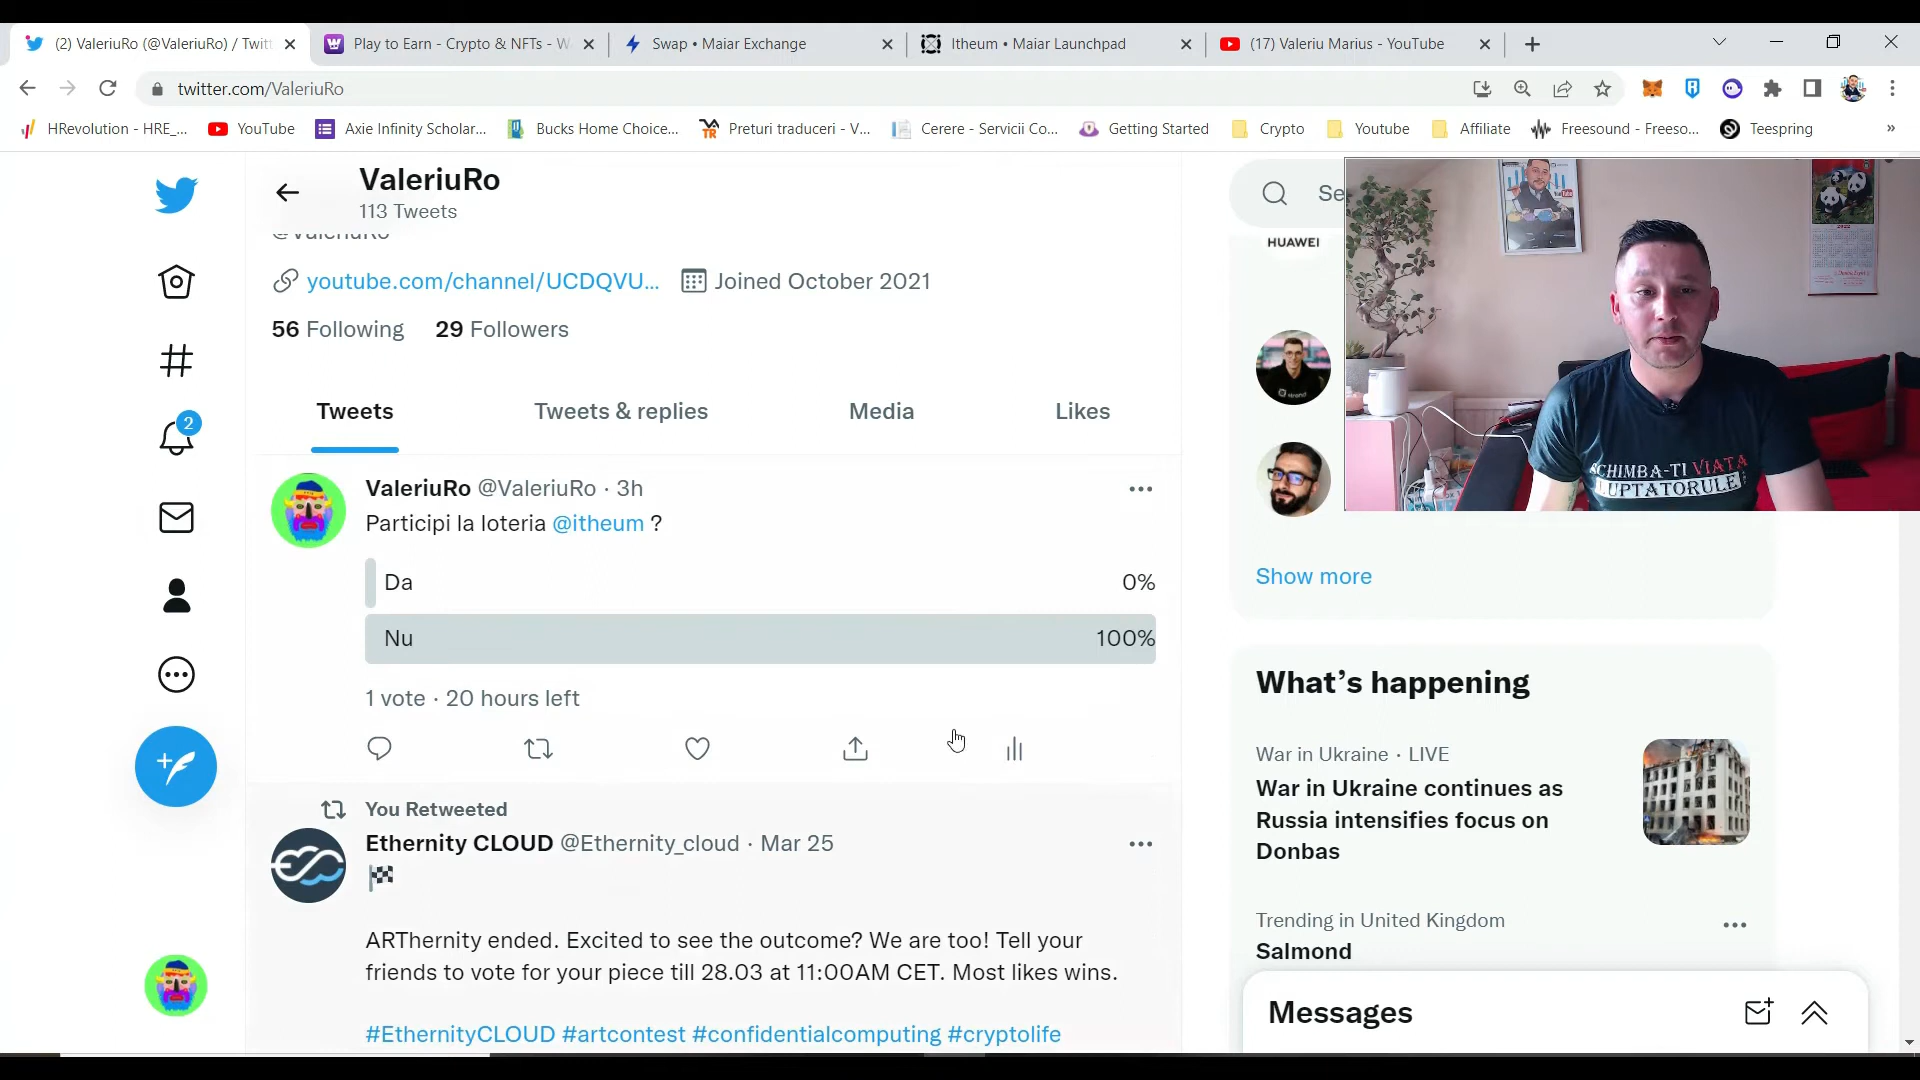 (2) ValeriuRo (@ValeriuRo) / Twitt
Play to Earn - Crypto & NFTs - W
Swap • Maiar Exchange
Itheum • Maiar Launchpad
(17) Valeriu Marius - YouTube
twitter.com/ValeriuRo
HRevolution - HRE_...
YouTube
Axie Infinity Scholar...
Bucks Home Choice...
Preturi traduceri - V...
Cerere - Servicii Co...
Getting Started
Crypto
Youtube
Affiliate
Freesound - Freeso...
Teespring
»
ValeriuRo
113 Tweets
@ValeriuRo
youtube.com/channel/UCDQVU...
Joined October 2021
56 Following
29 Followers
Tweets
Tweets & replies
Media
Likes
ValeriuRo @ValeriuRo · 3h
Participi la loteria @itheum ?
Da
0%
Nu
100%
1 vote · 20 hours left
You Retweeted
Ethernity CLOUD @Ethernity_cloud · Mar 25
ARThernity ended. Excited to see the outcome? We are too! Tell your
friends to vote for your piece till 28.03 at 11:00AM CET. Most likes wins.
#EthernityCLOUD #artcontest #confidentialcomputing #cryptolife
2
Se
HUAWEI
SCHIMBA-TI VIATA
LUPTATORULE
Show more
What's happening
War in Ukraine · LIVE
War in Ukraine continues as
Russia intensifies focus on
Donbas
Trending in United Kingdom
Salmond
Messages